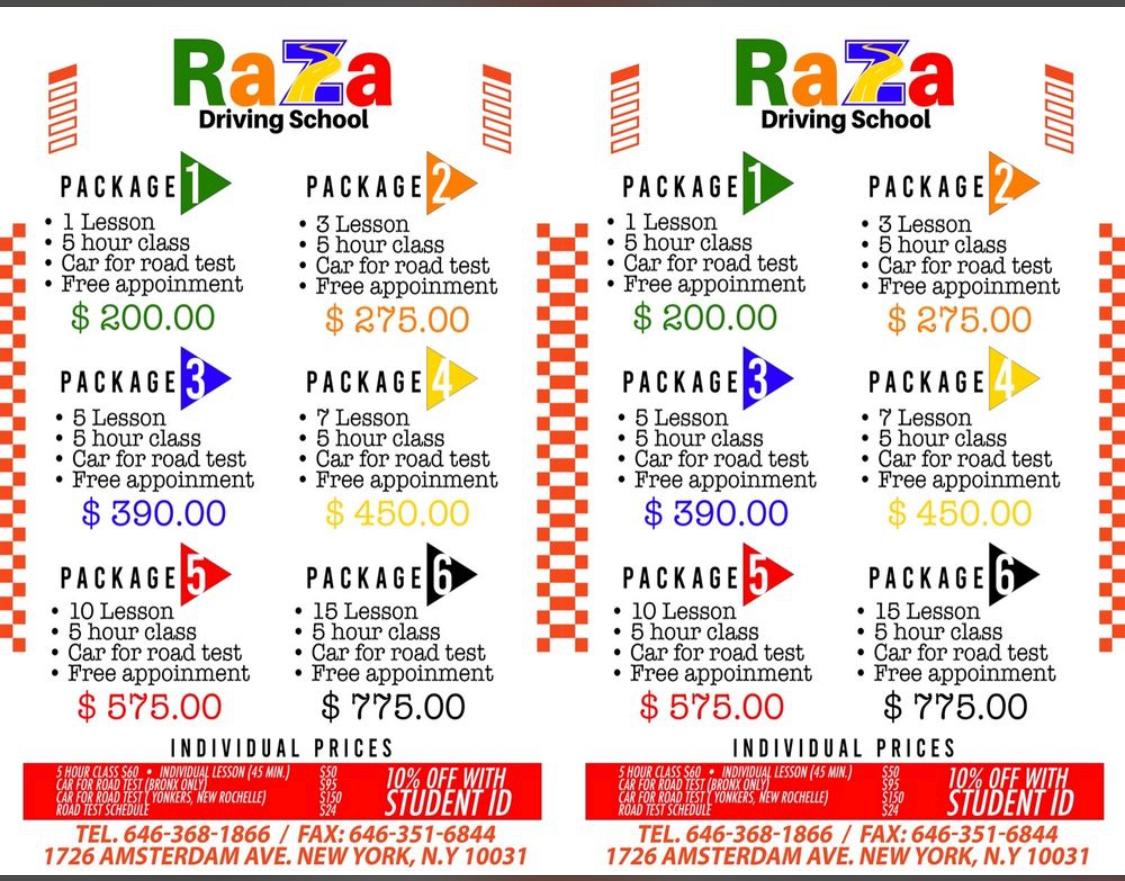 RaZa
Driving School
PACKAGE 1
• 1 Lesson
• 5 hour class
• Car for road test
• Free appoinment
$ 200.00
PACKAGE 2
• 3 Lesson
• 5 hour class
• Car for road test
• Free appoinment
$ 275.00
PACKAGE 3
• 5 Lesson
• 5 hour class
• Car for road test
• Free appoinment
$ 390.00
PACKAGE 4
• 7 Lesson
• 5 hour class
• Car for road test
• Free appoinment
$ 450.00
PACKAGE 5
• 10 Lesson
• 5 hour class
• Car for road test
• Free appoinment
$ 575.00
PACKAGE 6
• 15 Lesson
• 5 hour class
• Car for road test
• Free appoinment
$ 775.00
INDIVIDUAL PRICES
5 HOUR CLASS $60 • INDIVIDUAL LESSON (45 MIN.) $50
CAR FOR ROAD TEST (BRONX ONLY) $95
CAR FOR ROAD TEST ( YONKERS, NEW ROCHELLE) $150
ROAD TEST SCHEDULE $24
10% OFF WITH
STUDENT ID
TEL. 646-368-1866 / FAX: 646-351-6844
1726 AMSTERDAM AVE. NEW YORK, N.Y 10031
RaZa
Driving School
PACKAGE 1
• 1 Lesson
• 5 hour class
• Car for road test
• Free appoinment
$ 200.00
PACKAGE 2
• 3 Lesson
• 5 hour class
• Car for road test
• Free appoinment
$ 275.00
PACKAGE 3
• 5 Lesson
• 5 hour class
• Car for road test
• Free appoinment
$ 390.00
PACKAGE 4
• 7 Lesson
• 5 hour class
• Car for road test
• Free appoinment
$ 450.00
PACKAGE 5
• 10 Lesson
• 5 hour class
• Car for road test
• Free appoinment
$ 575.00
PACKAGE 6
• 15 Lesson
• 5 hour class
• Car for road test
• Free appoinment
$ 775.00
INDIVIDUAL PRICES
5 HOUR CLASS $60 • INDIVIDUAL LESSON (45 MIN.) $50
CAR FOR ROAD TEST (BRONX ONLY) $95
CAR FOR ROAD TEST ( YONKERS, NEW ROCHELLE) $150
ROAD TEST SCHEDULE $24
10% OFF WITH
STUDENT ID
TEL. 646-368-1866 / FAX: 646-351-6844
1726 AMSTERDAM AVE. NEW YORK, N.Y 10031